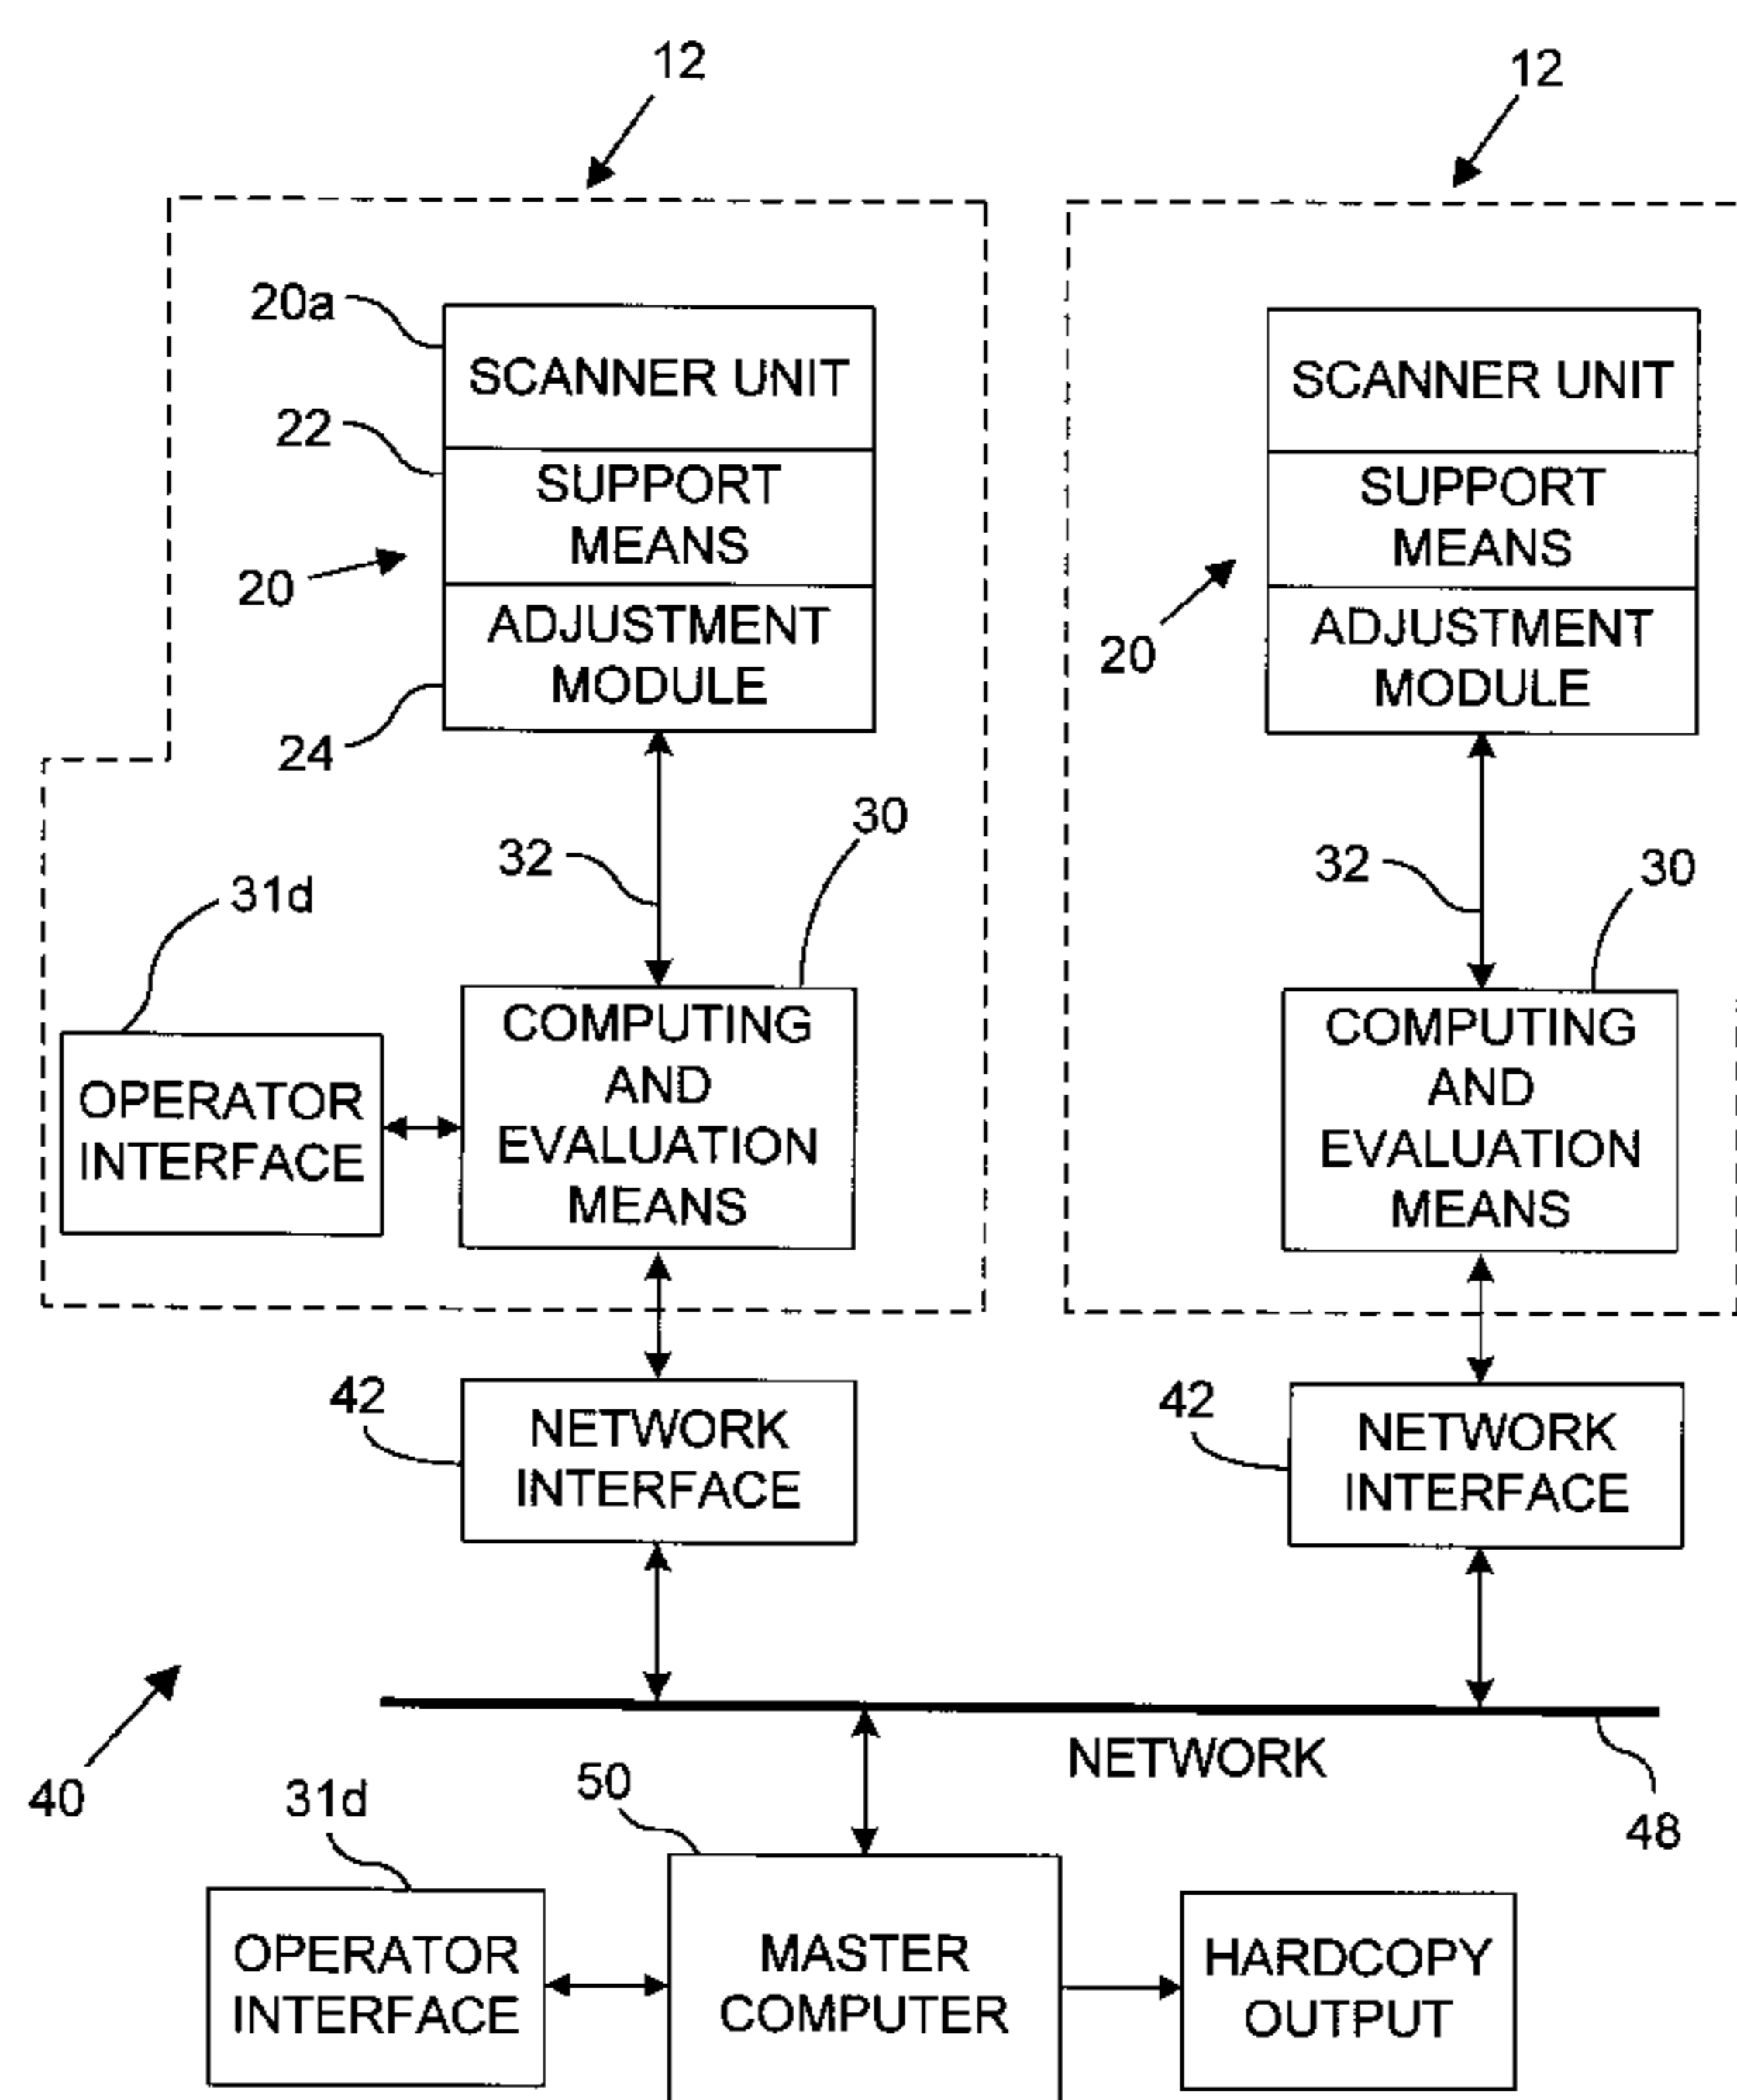 12
12
20a
SCANNER UNIT
SCANNER UNIT
22
SUPPORT
MEANS
SUPPORT
MEANS
20
20
ADJUSTMENT
MODULE
ADJUSTMENT
MODULE
24
32
30
32
30
31d
OPERATOR
INTERFACE
COMPUTING
AND
EVALUATION
MEANS
COMPUTING
AND
EVALUATION
MEANS
42
NETWORK
INTERFACE
42
NETWORK
INTERFACE
40
NETWORK
48
31d
50
OPERATOR
INTERFACE
MASTER
COMPUTER
HARDCOPY
OUTPUT